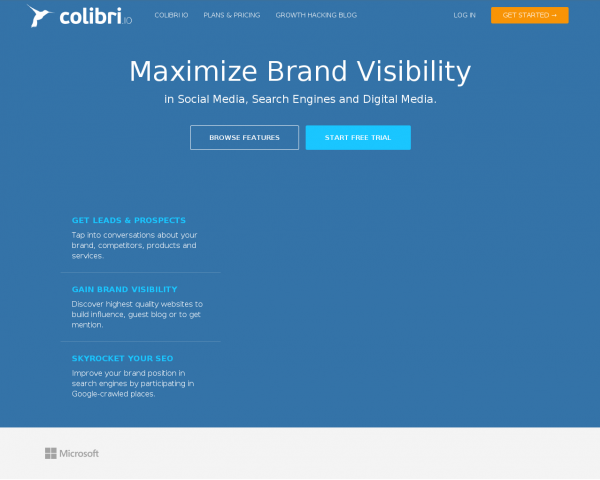 colibri.IO
COLIBRI IO
PLANS & PRICING
GROWTH HACKING BLOG
LOG IN
GET STARTED →
Maximize Brand Visibility
in Social Media, Search Engines and Digital Media.
BROWSE FEATURES
START FREE TRIAL
GET LEADS & PROSPECTS
Tap into conversations about your
brand, competitors, products and
services.
GAIN BRAND VISIBILITY
Discover highest quality websites to
build influence, guest blog or to get
mention.
SKYROCKET YOUR SEO
Improve your brand position in
search engines by participating in
Google-crawled places.
Microsoft